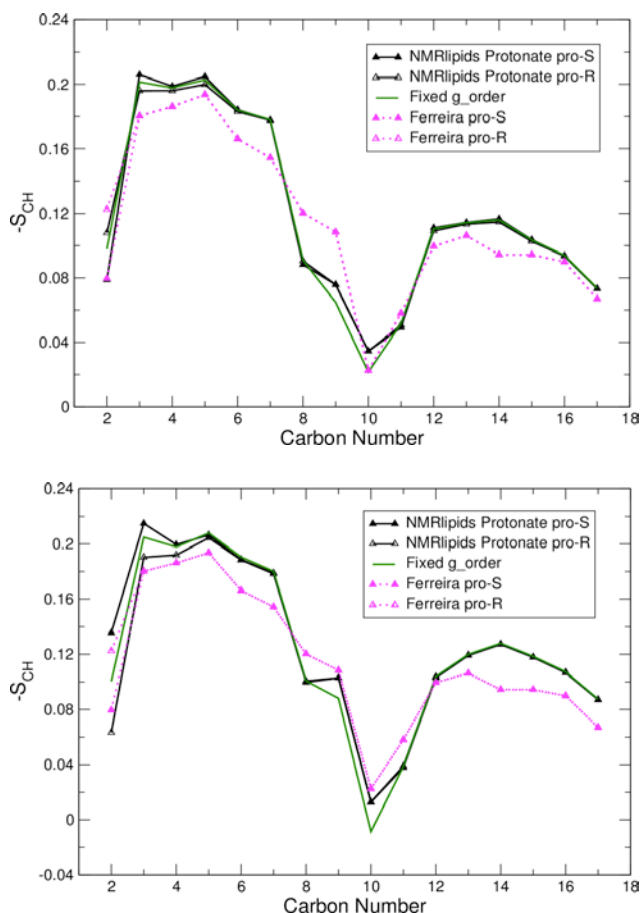 0.24
0.2
0.16
0.12
0.08
0.04
0
-S_CH
NMRlipids Protonate pro-S
NMRlipids Protonate pro-R
Fixed g_order
Ferreira pro-S
Ferreira pro-R
2 4 6 8 10 12 14 16 18
Carbon Number
0.24
0.2
0.16
0.12
0.08
0.04
0
-0.04
-S_CH
NMRlipids Protonate pro-S
NMRlipids Protonate pro-R
Fixed g_order
Ferreira pro-S
Ferreira pro-R
2 4 6 8 10 12 14 16 18
Carbon Number